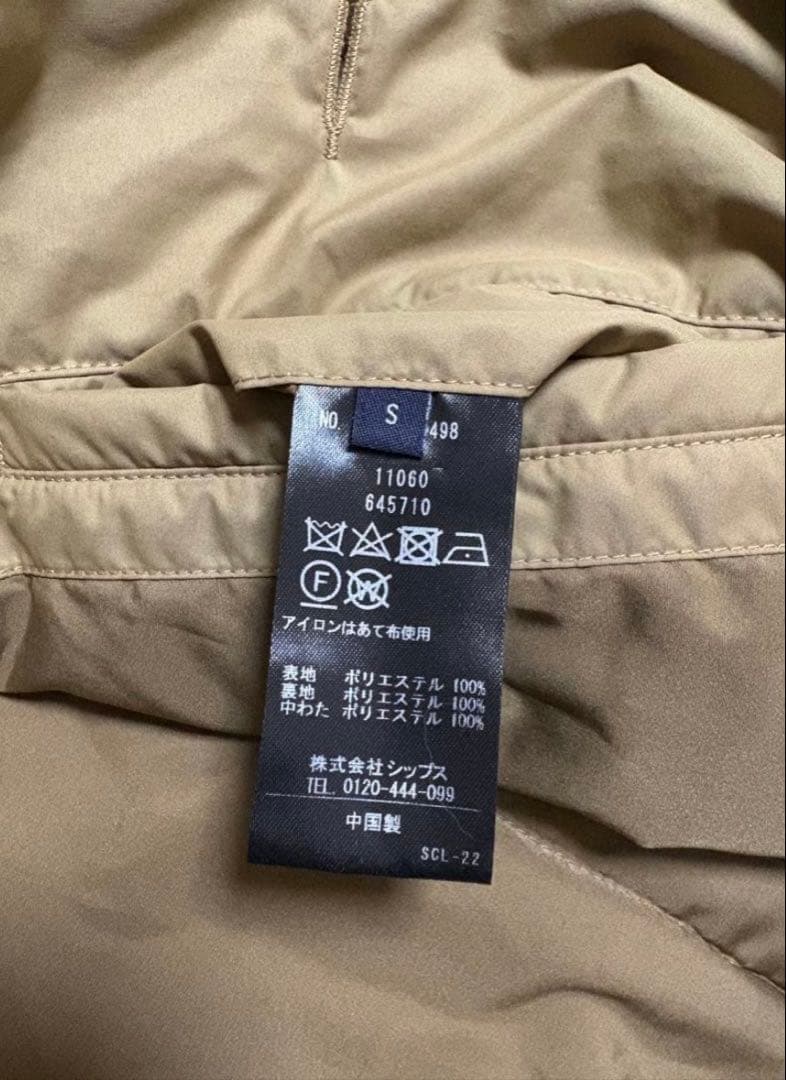 S
NO. 498
11060
645710
F W
アイロンはあて布使用
表地 ポリエステル 100%
裏地 ポリエステル 100%
中わた ポリエステル 100%
株式会社シップス
TEL. 0120-444-099
中国製
SCL-22